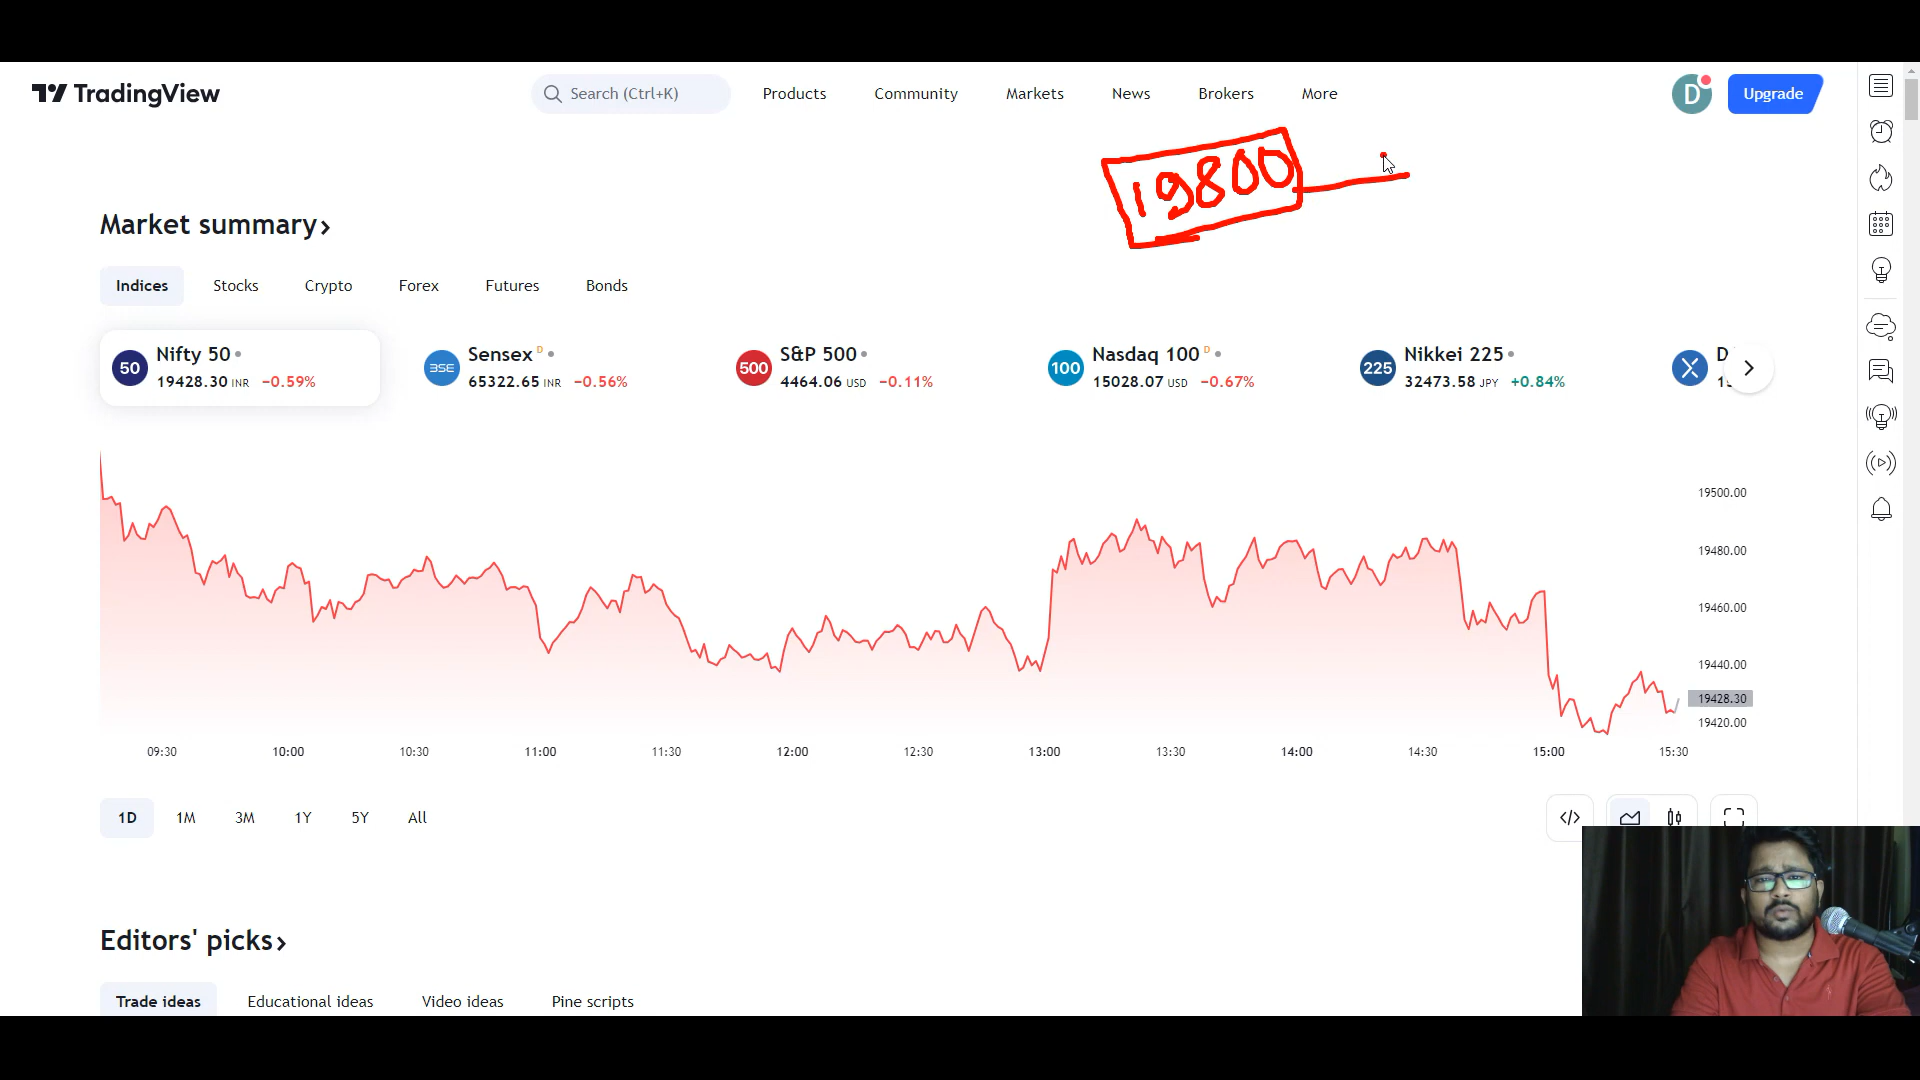 TradingView
Search (Ctrl+K)
Products
Community
Markets
News
Brokers
More
D
Upgrade
19800
Market summary
Indices
Stocks
Crypto
Forex
Futures
Bonds
50
Nifty 50
19428.30 INR −0.59%
BSE
Sensex D
65322.65 INR −0.56%
500
S&P 500
4464.06 USD −0.11%
100
Nasdaq 100 D
15028.07 USD −0.67%
225
Nikkei 225
32473.58 JPY +0.84%
D
19500.00
19480.00
19460.00
19440.00
19428.30
19420.00
09:30 10:00 10:30 11:00 11:30 12:00 12:30 13:00 13:30 14:00 14:30 15:00 15:30
1D
1M
3M
1Y
5Y
All
Editors' picks
Trade ideas
Educational ideas
Video ideas
Pine scripts